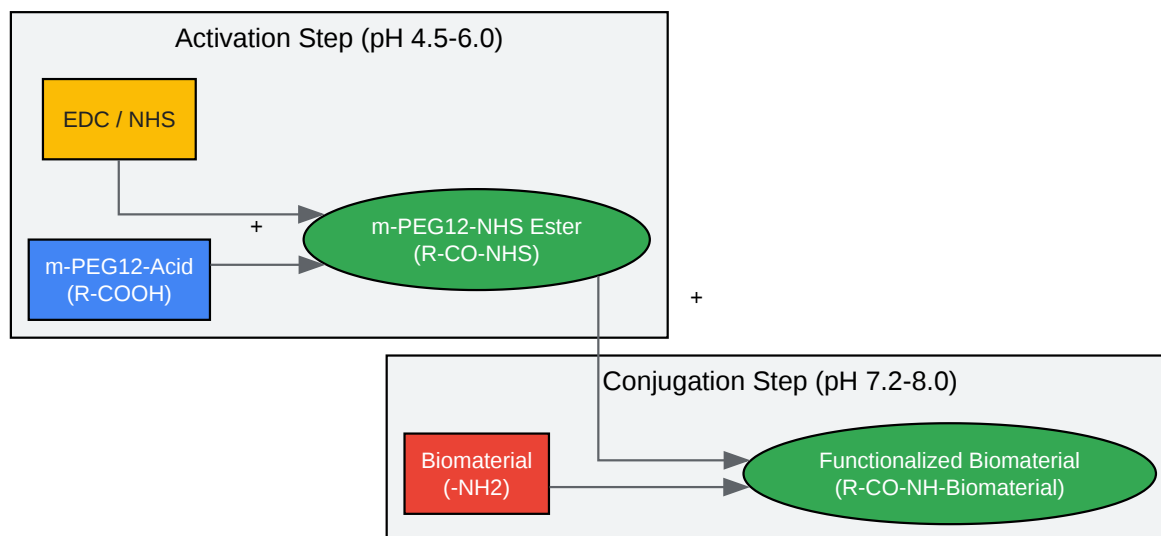 Activation Step (pH 4.5-6.0)
EDC / NHS
+
m-PEG12-Acid
(R-COOH)
m-PEG12-NHS Ester
(R-CO-NHS)
+
Conjugation Step (pH 7.2-8.0)
Biomaterial
(-NH2)
Functionalized Biomaterial
(R-CO-NH-Biomaterial)